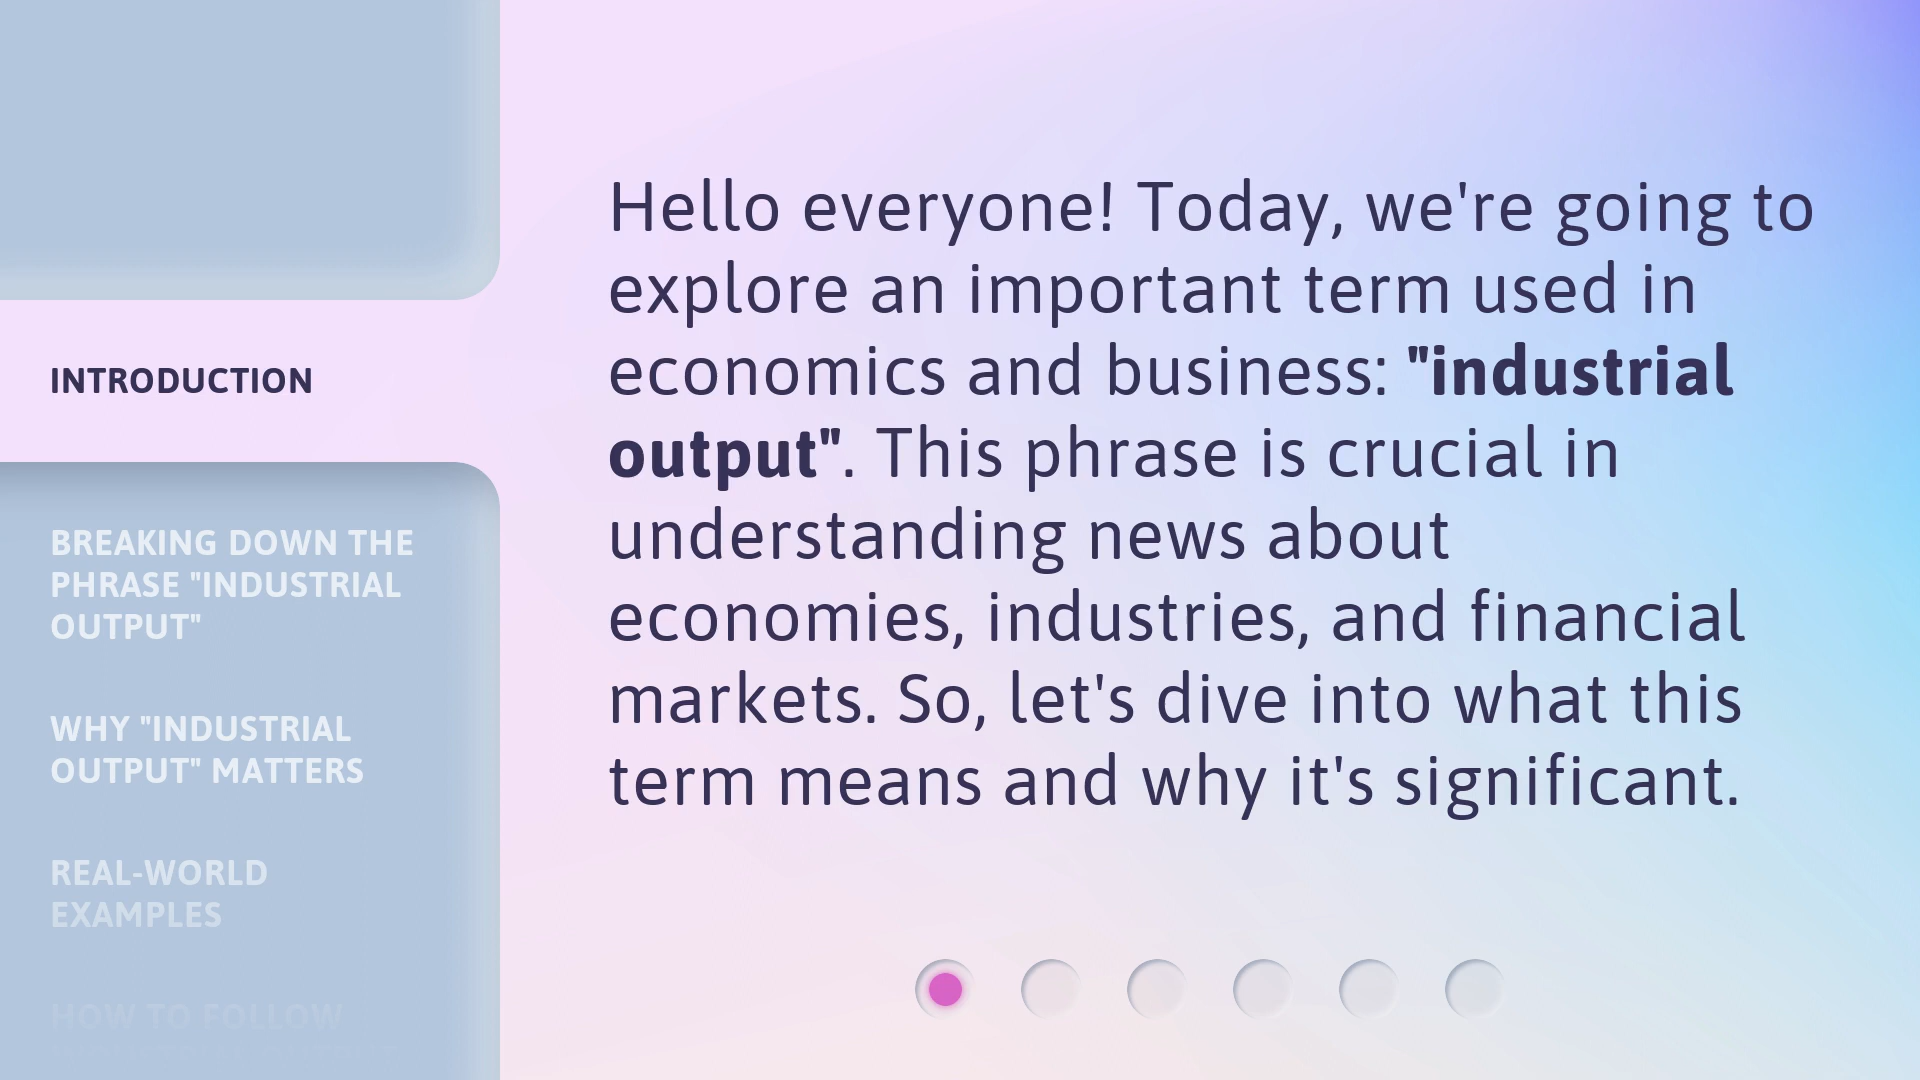 INTRODUCTION
BREAKING DOWN THE
PHRASE "INDUSTRIAL
OUTPUT"
WHY "INDUSTRIAL
OUTPUT" MATTERS
REAL-WORLD
EXAMPLES
HOW TO FOLLOW
Hello everyone! Today, we're going to
explore an important term used in
economics and business: "industrial
output". This phrase is crucial in
understanding news about
economies, industries, and financial
markets. So, let's dive into what this
term means and why it's significant.